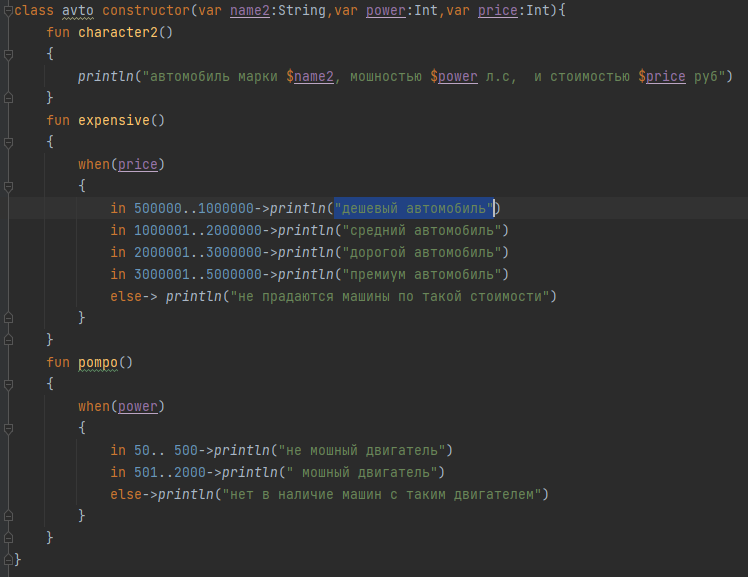 class avto constructor(var name2:String,var power:Int,var price:Int){
fun character2()
{
println("автомобиль марки $name2, мошностью $power л.с,  и стоимостью $price руб")
}
fun expensive()
{
when(price)
{
in 500000..1000000->println("дешевый автомобиль")
in 1000001..2000000->println("средний автомобиль")
in 2000001..3000000->println("дорогой автомобиль")
in 3000001..5000000->println("премиум автомобиль")
else-> println("не прадаются машины по такой стоимости")
}
}
fun pompo()
{
when(power)
{
in 50.. 500->println("не мошный двигатель")
in 501..2000->println(" мошный двигатель")
else->println("нет в наличие машин с таким двигателем")
}
}
}